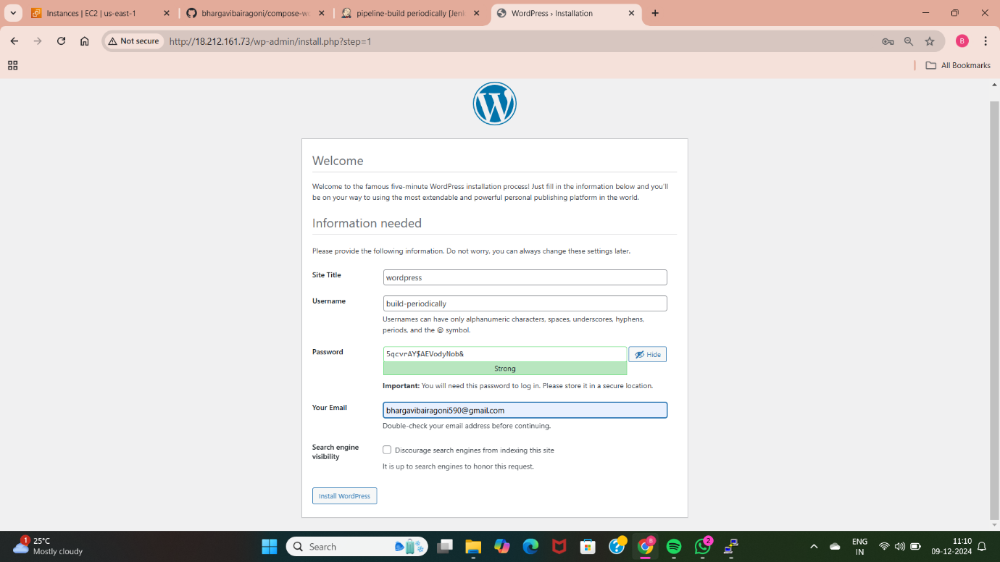 Instances | EC2 | us-east-1
bhargavibairagoni/compose-wo
pipeline-build periodically [Jenk
WordPress › Installation
Not secure
http://18.212.161.73/wp-admin/install.php?step=1
B
All Bookmarks
W
Welcome
Welcome to the famous five-minute WordPress installation process! Just fill in the information below and you'll
be on your way to using the most extendable and powerful personal publishing platform in the world.
Information needed
Please provide the following information. Do not worry, you can always change these settings later.
Site Title
wordpress
Username
build-periodically
Usernames can have only alphanumeric characters, spaces, underscores, hyphens,
periods, and the @ symbol.
Password
5qcvrAY$AEVodyNob&
Hide
Strong
Important: You will need this password to log in. Please store it in a secure location.
Your Email
bhargavibairagoni590@gmail.com
Double-check your email address before continuing.
Search engine
visibility
Discourage search engines from indexing this site
It is up to search engines to honor this request.
Install WordPress
1
25°C
Mostly cloudy
Search
B
2
ENG
IN
11:10
09-12-2024